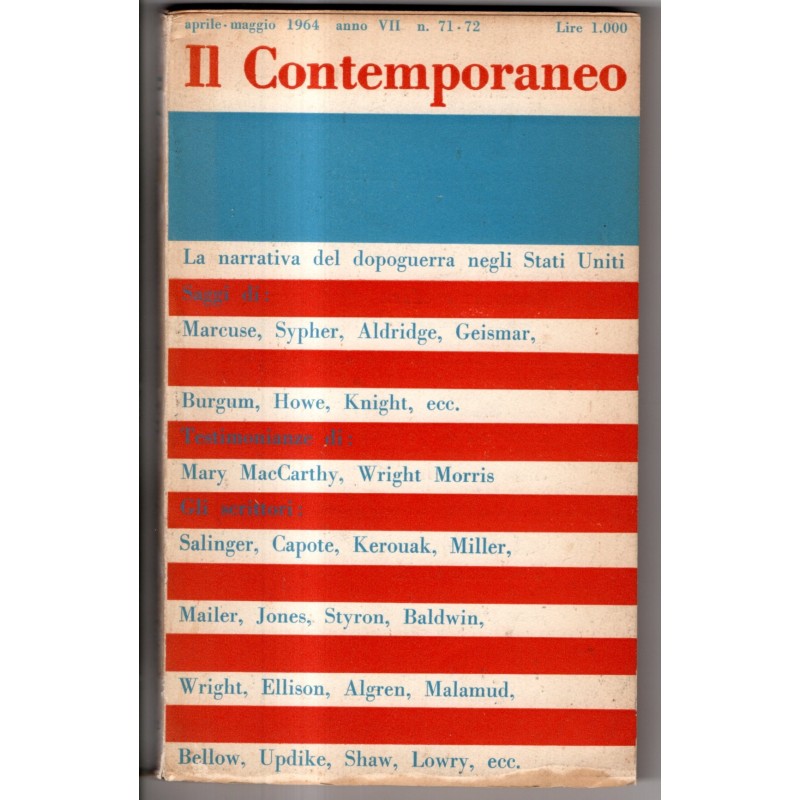 aprile - maggio 1964 anno VII n. 71 - 72 Lire 1.000
Il Contemporaneo
La narrativa del dopoguerra negli Stati Uniti
Saggi di:
Marcuse, Sypher, Aldridge, Geismar,
Burgum, Howe, Knight, ecc.
Testimonianze di:
Mary MacCarthy, Wright Morris
Gli scrittori:
Salinger, Capote, Kerouak, Miller,
Mailer, Jones, Styron, Baldwin,
Wright, Ellison, Algren, Malamud,
Bellow, Updike, Shaw, Lowry, ecc.